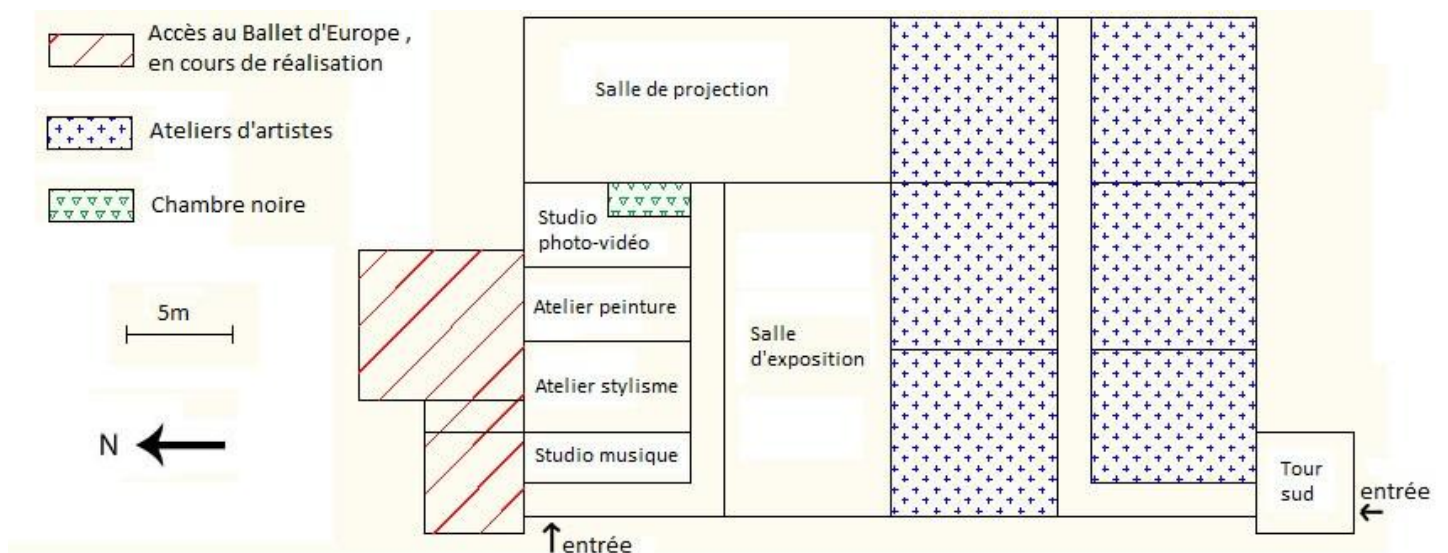 Accès au Ballet d'Europe ,
en cours de réalisation
Ateliers d'artistes
Chambre noire
5m
N
Salle de projection
Studio
photo-vidéo
Atelier peinture
Atelier stylisme
Studio musique
Salle
d'exposition
Tour
sud
entrée
entrée